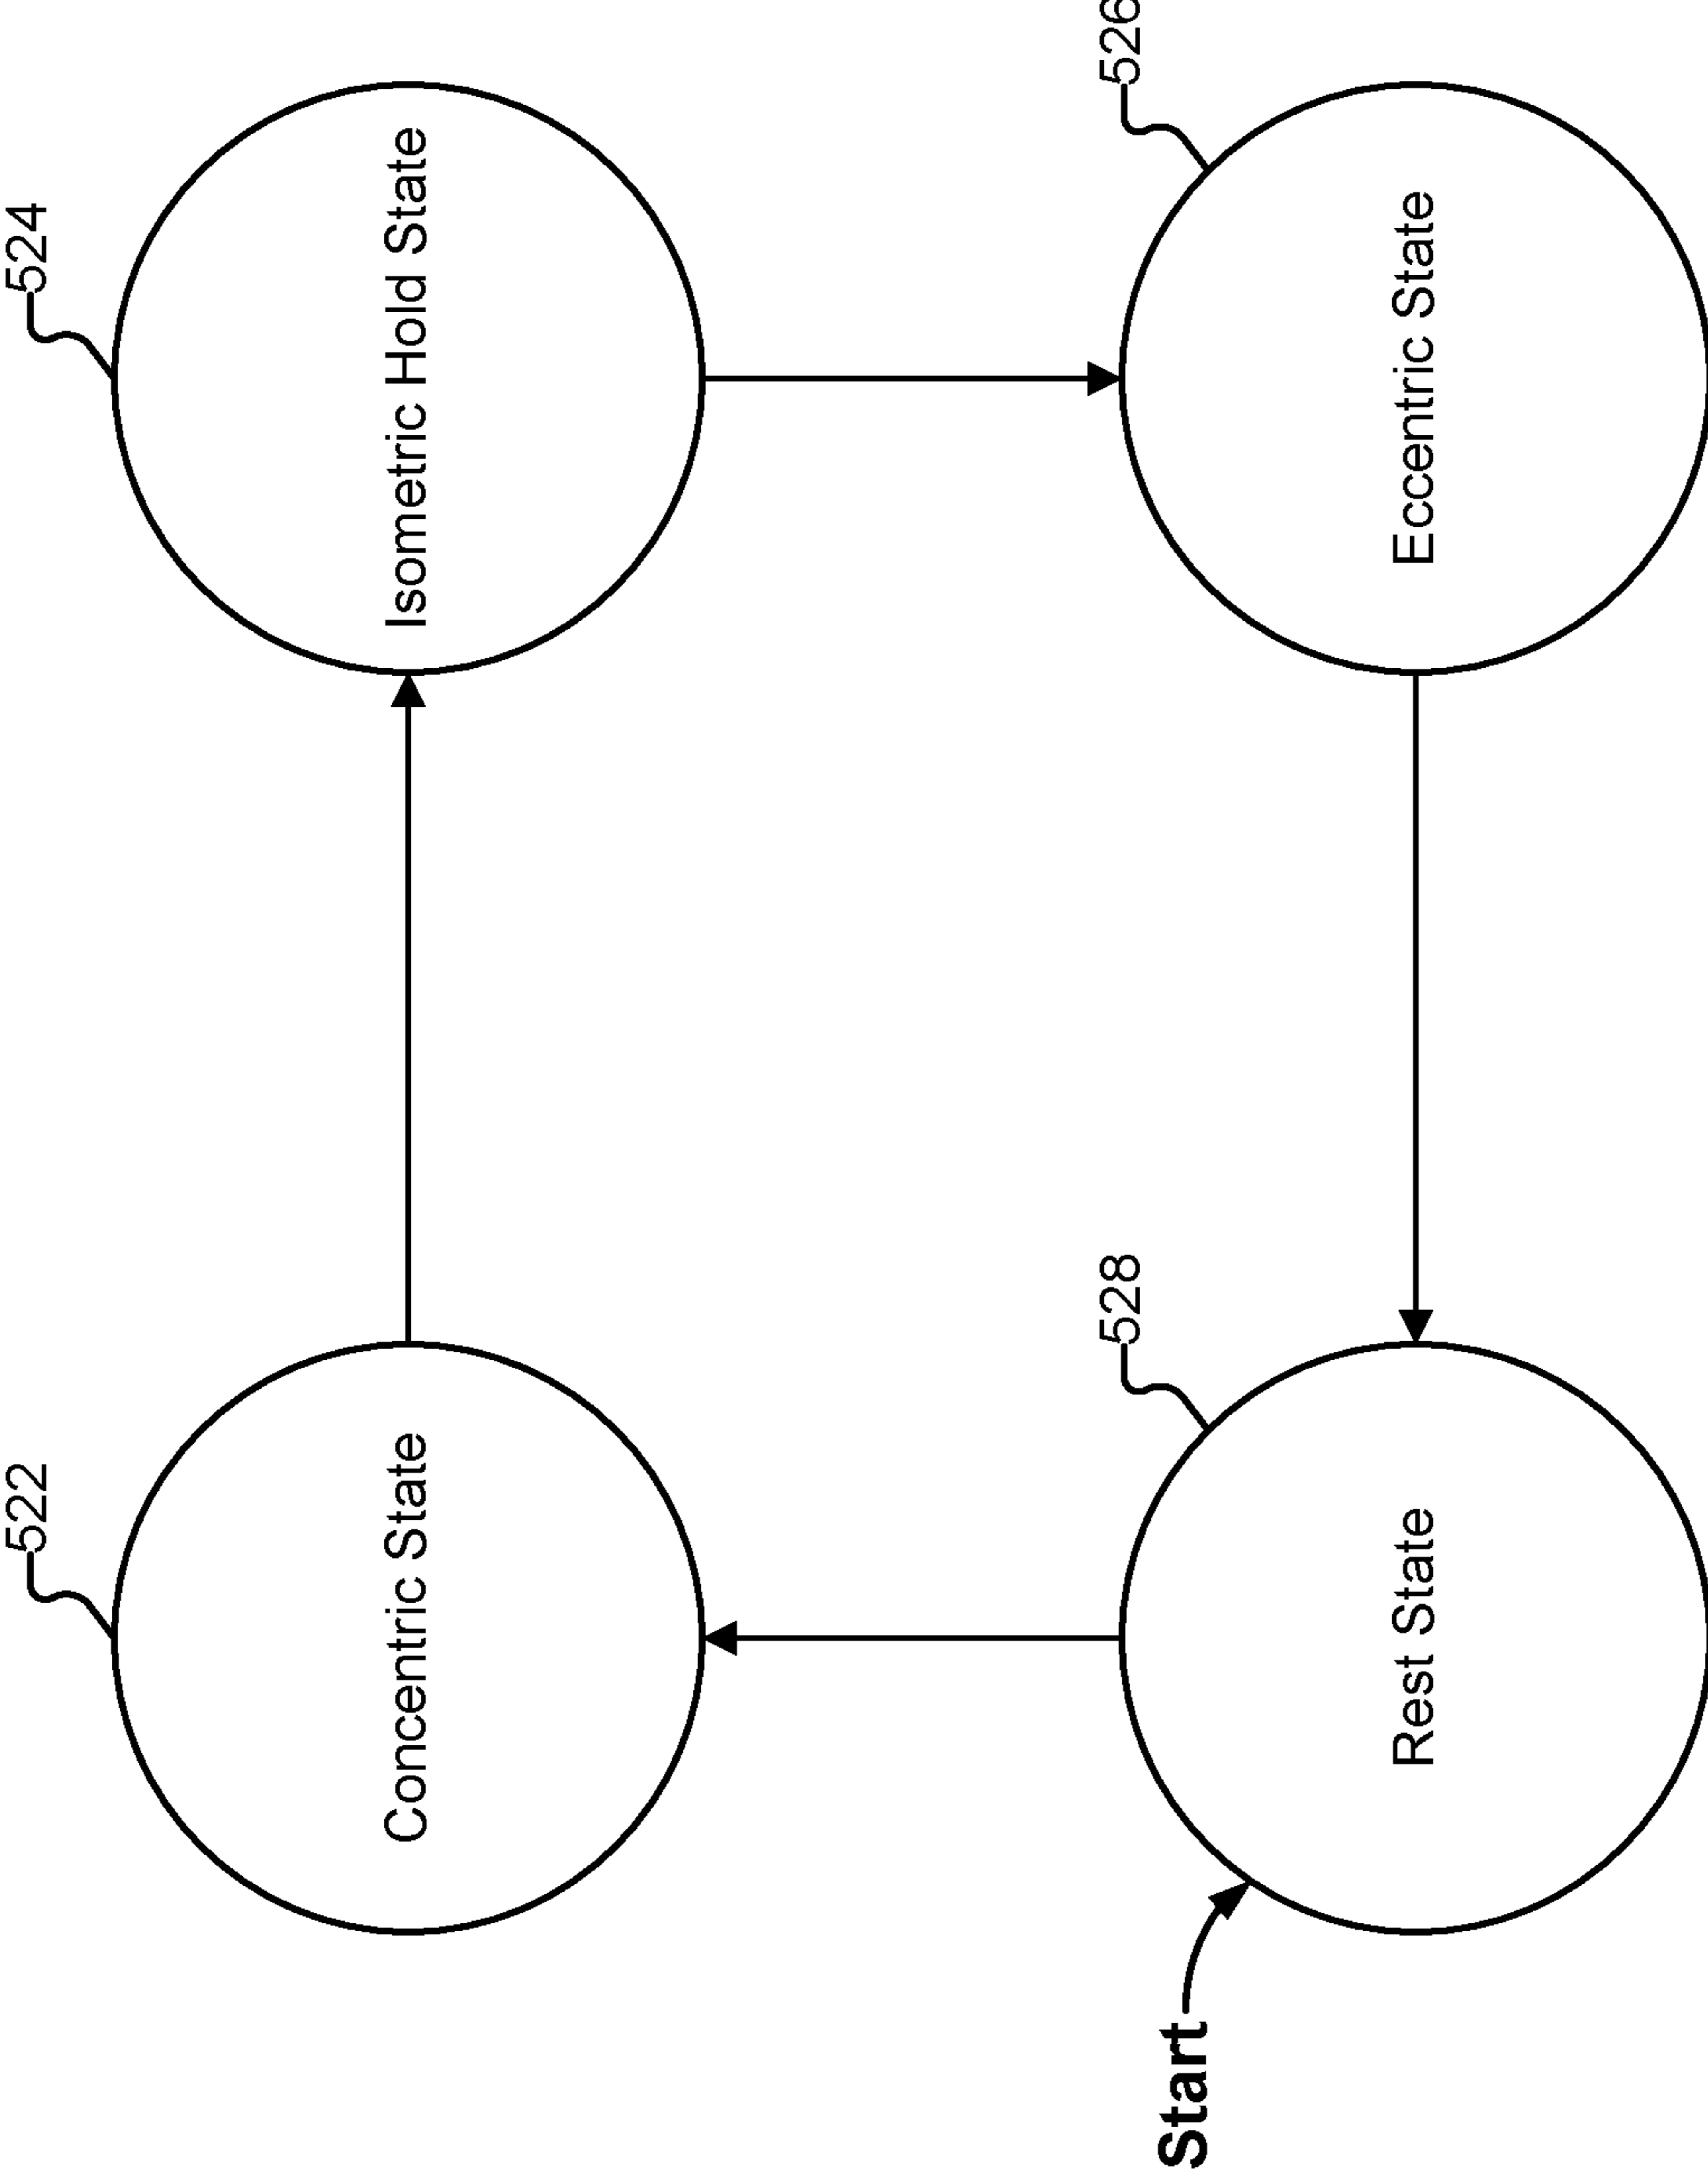 522
524
Concentric State
Isometric Hold State
528
526
Start
Rest State
Eccentric State